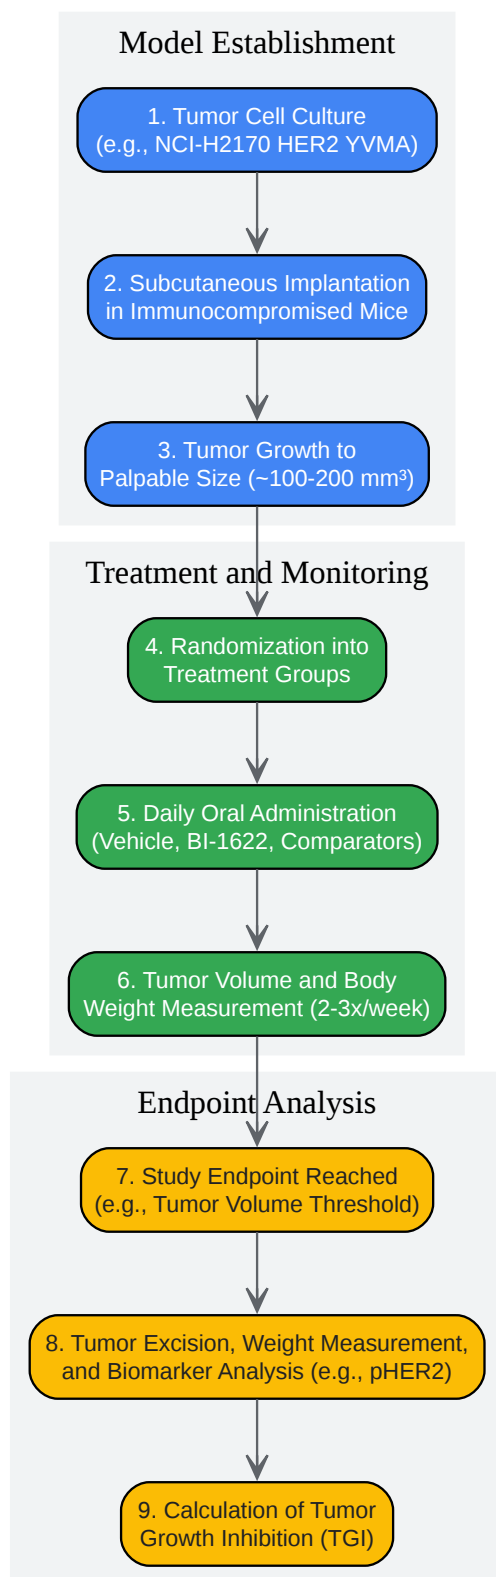 Model Establishment
1. Tumor Cell Culture
(e.g., NCI-H2170 HER2 YVMA)
2. Subcutaneous Implantation
in Immunocompromised Mice
3. Tumor Growth to
Palpable Size (~100-200 mm³)
Treatment and Monitoring
4. Randomization into
Treatment Groups
5. Daily Oral Administration
(Vehicle, BI-1622, Comparators)
6. Tumor Volume and Body
Weight Measurement (2-3x/week)
Endpoint Analysis
7. Study Endpoint Reached
(e.g., Tumor Volume Threshold)
8. Tumor Excision, Weight Measurement,
and Biomarker Analysis (e.g., pHER2)
9. Calculation of Tumor
Growth Inhibition (TGI)